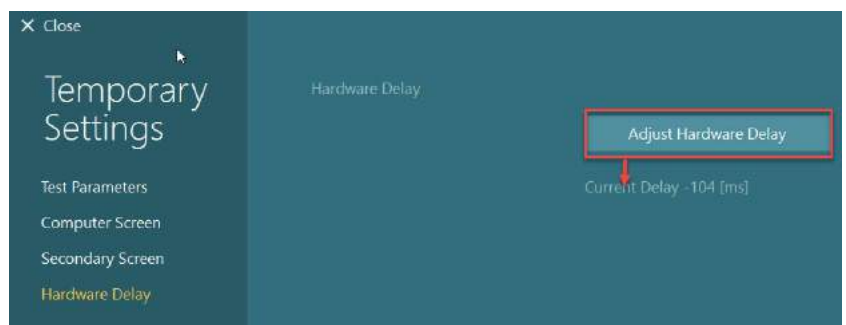 X Close
Temporary
Settings
Test Parameters
Computer Screen
Secondary Screen
Hardware Delay
Hardware Delay
Adjust Hardware Delay
Current Delay -104 [ms]